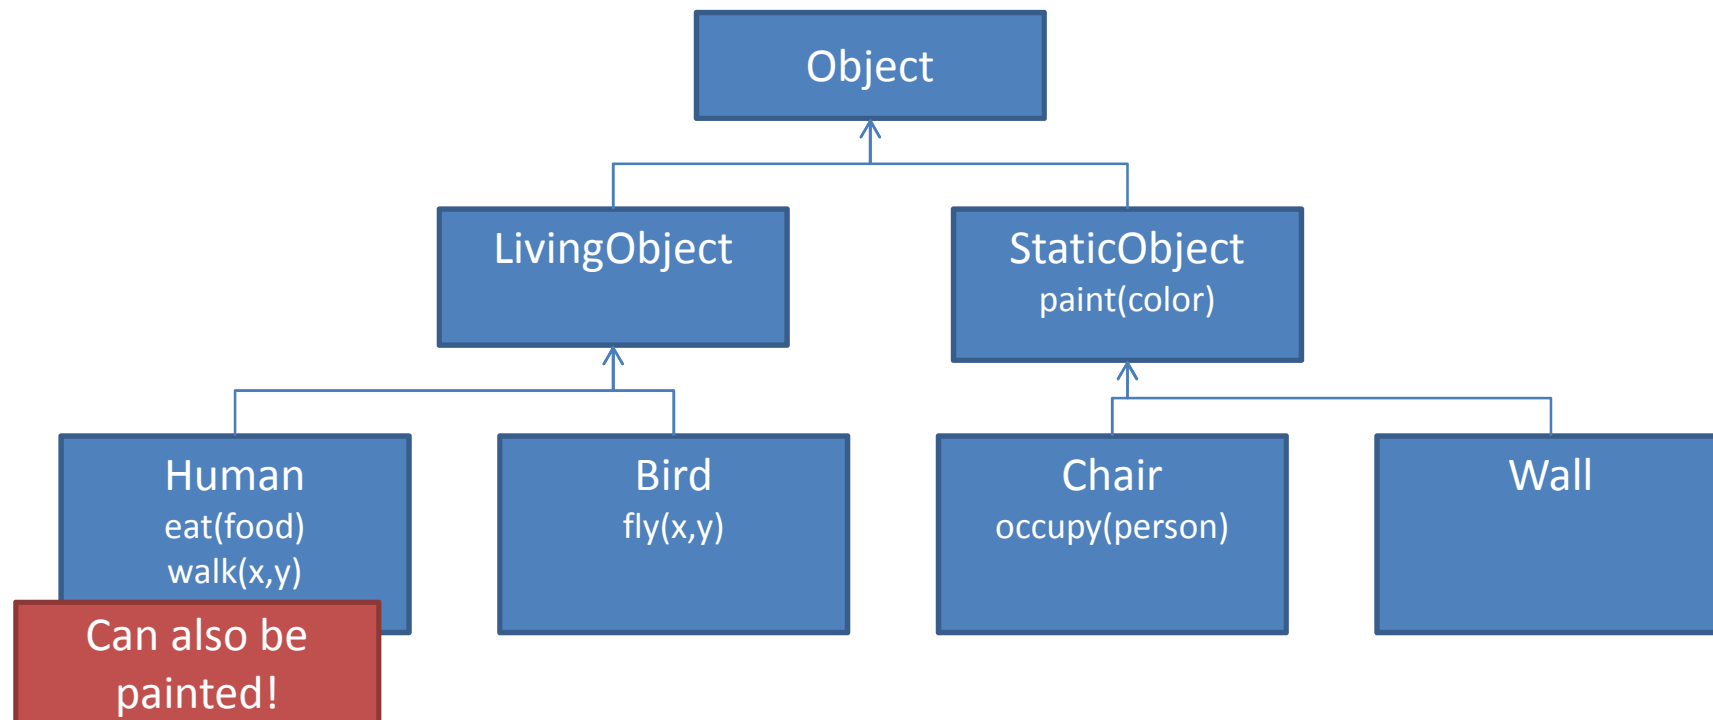 Object
LivingObject
StaticObject
paint(color)
Human
eat(food)
walk(x,y)
Can also be
painted!
Bird
fly(x,y)
Chair
occupy(person)
Wall